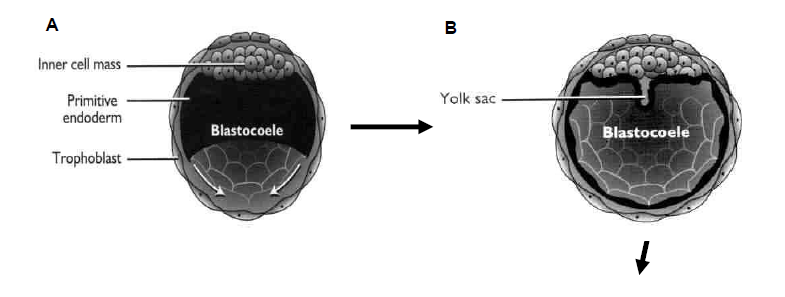 A
B
Inner cell mass
Primitive
endoderm
Blastocoele
Trophoblast
Yolk sac
Blastocoele